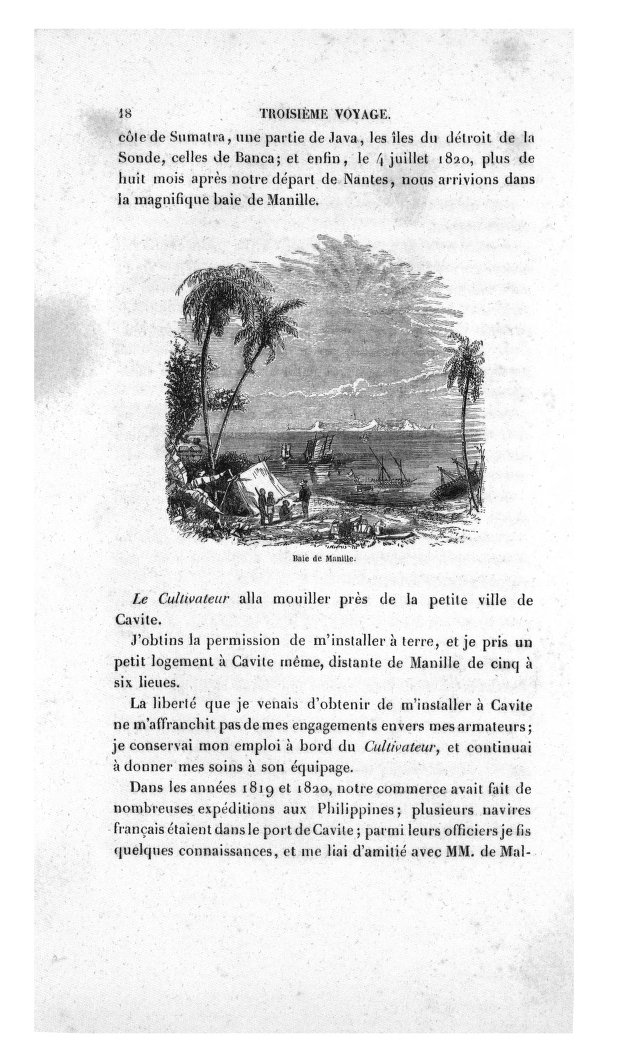 18
TROISIÈME VOYAGE.
côte de Sumatra, une partie de Java, les îles du détroit de la
Sonde, celles de Banca; et enfin, le 4 juillet 1820, plus de
huit mois après notre départ de Nantes, nous arrivions dans
la magnifique baie de Manille.
Baie de Manille.
Le Cultivateur alla mouiller près de la petite ville de
Cavite.
J'obtins la permission de m'installer à terre, et je pris un
petit logement à Cavite même, distante de Manille de cinq à
six lieues.
La liberté que je venais d'obtenir de m'installer à Cavite
ne m'affranchit pas de mes engagements envers mes armateurs;
je conservai mon emploi à bord du Cultivateur, et continuai
à donner mes soins à son équipage.
Dans les années 1819 et 1820, notre commerce avait fait de
nombreuses expéditions aux Philippines; plusieurs navires
français étaient dans le port de Cavite; parmi leurs officiers je fis
quelques connaissances, et me liai d'amitié avec MM. de Mal-